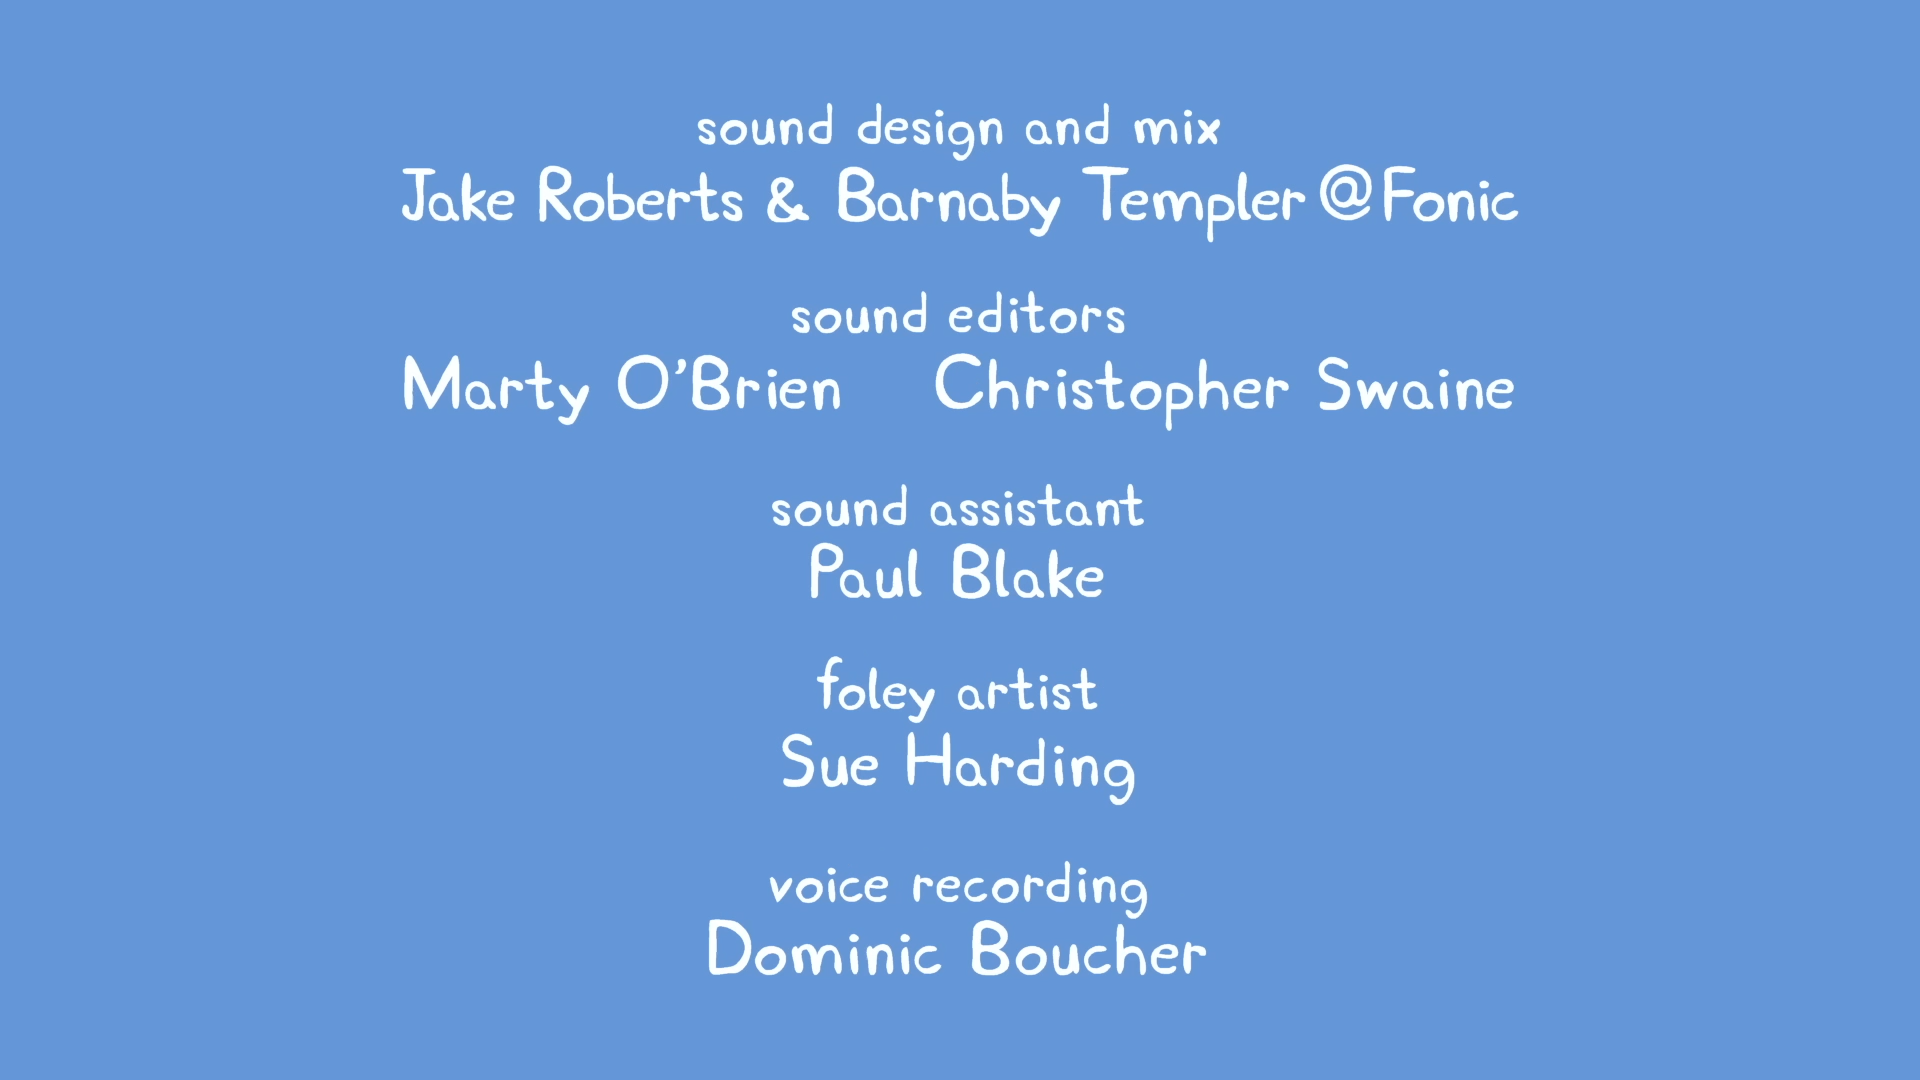 sound design and mix
Jake Roberts & Barnaby Templer @Fonic
sound editors
Marty O'Brien Christopher Swaine
sound assistant
Paul Blake
foley artist
Sue Harding
voice recording
Dominic Boucher